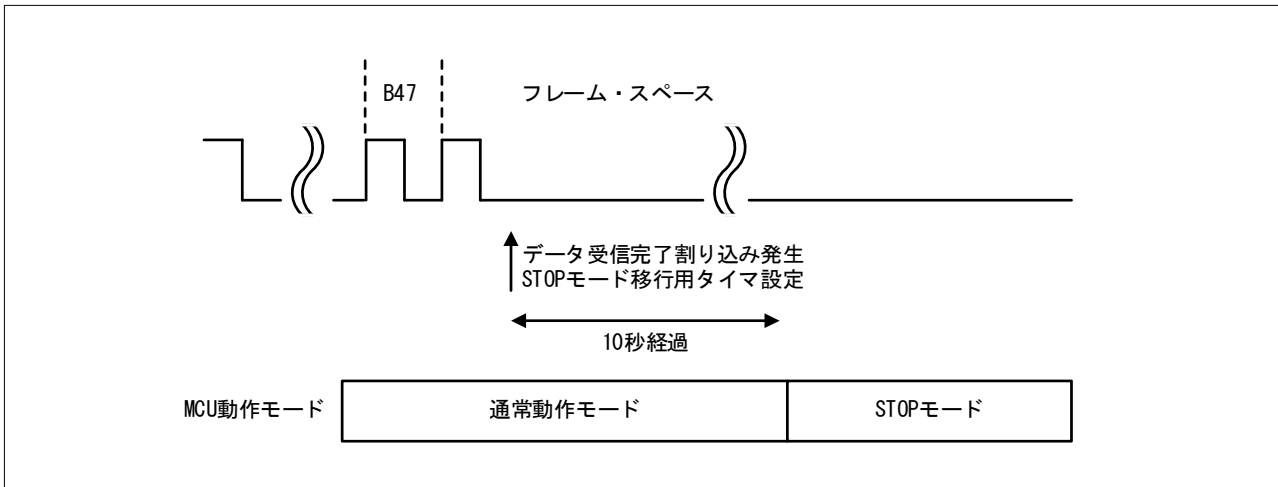 B47
フレーム・スペース
データ受信完了割り込み発生
STOPモード移行用タイマ設定
10秒経過
MCU動作モード
通常動作モード
STOPモード